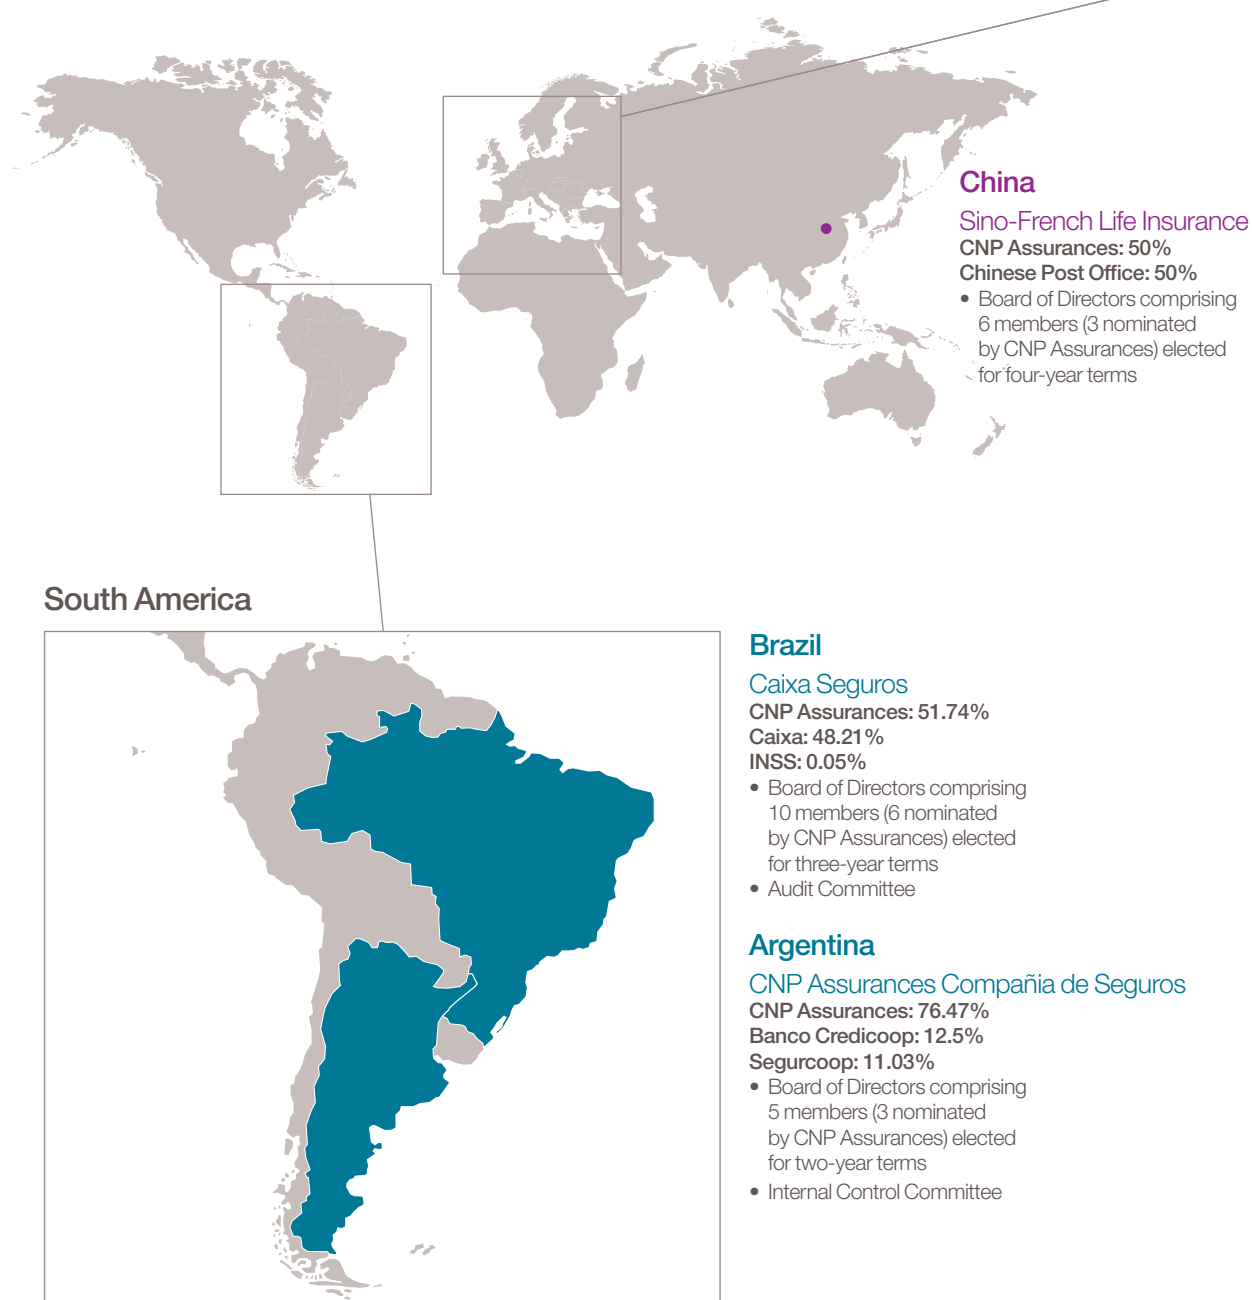 China
Sino-French Life Insurance
CNP Assurances: 50%
Chinese Post Office: 50%
• Board of Directors comprising
6 members (3 nominated
by CNP Assurances) elected
for four-year terms
South America
Brazil
Caixa Seguros
CNP Assurances: 51.74%
Caixa: 48.21%
INSS: 0.05%
• Board of Directors comprising
10 members (6 nominated
by CNP Assurances) elected
for three-year terms
• Audit Committee
Argentina
CNP Assurances Compañia de Seguros
CNP Assurances: 76.47%
Banco Credicoop: 12.5%
Segurcoop: 11.03%
• Board of Directors comprising
5 members (3 nominated
by CNP Assurances) elected
for two-year terms
• Internal Control Committee